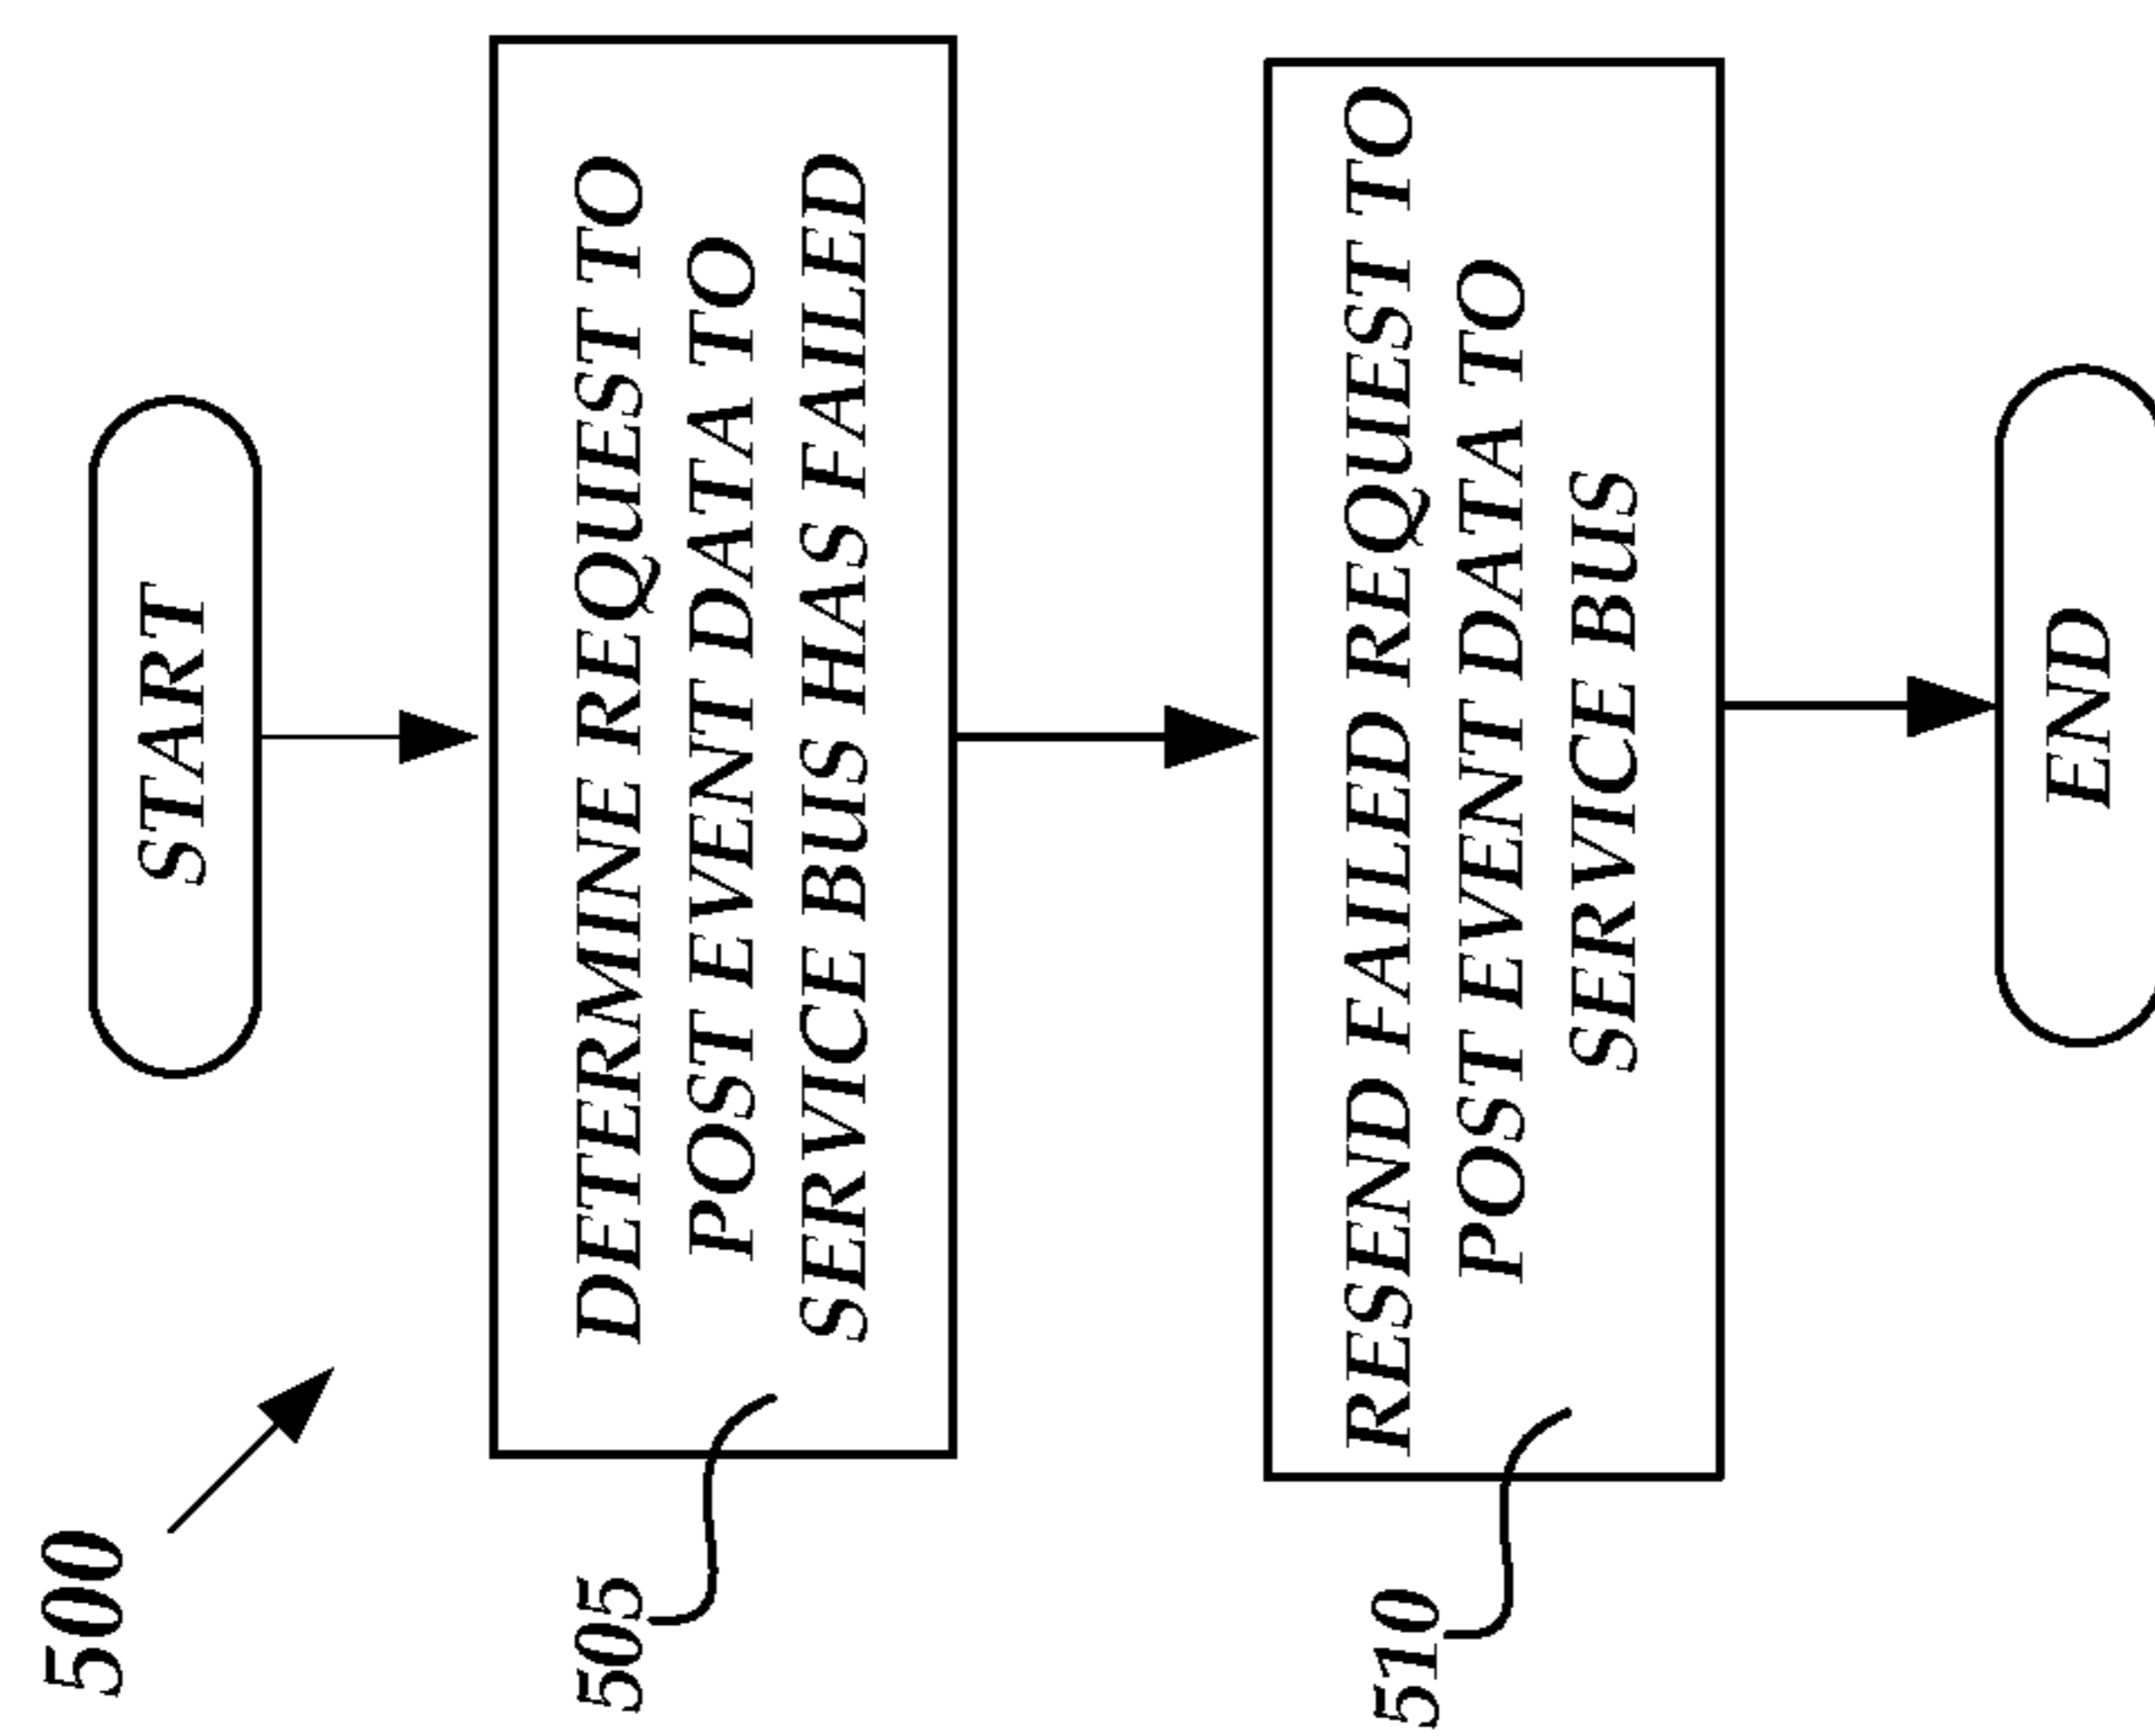 500
START
505
DETERMINE REQUEST TO
POST EVENT DATA TO
SERVICE BUS HAS FAILED
510
RESEND FAILED REQUEST TO
POST EVENT DATA TO
SERVICE BUS
END